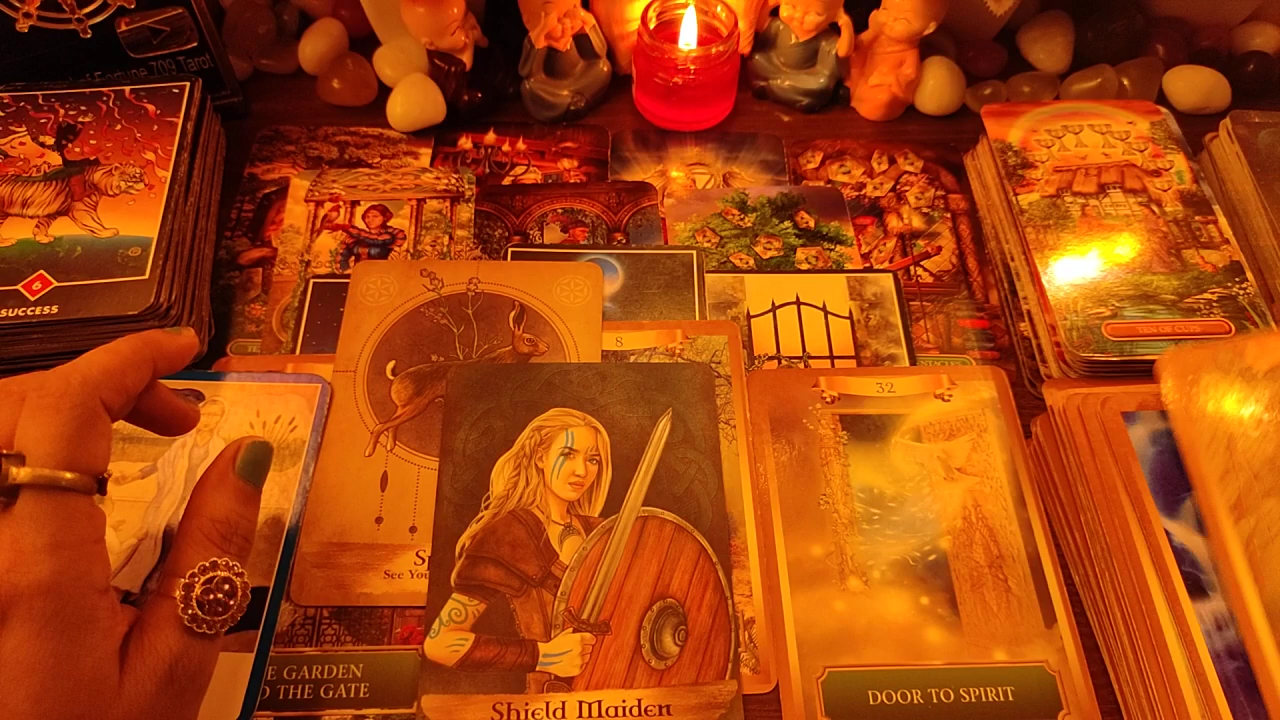 of Fortune 709 Tarot
6
SUCCESS
TEN OF CUPS
8
32
See You
E GARDEN
O THE GATE
Shield Maiden
DOOR TO SPIRIT